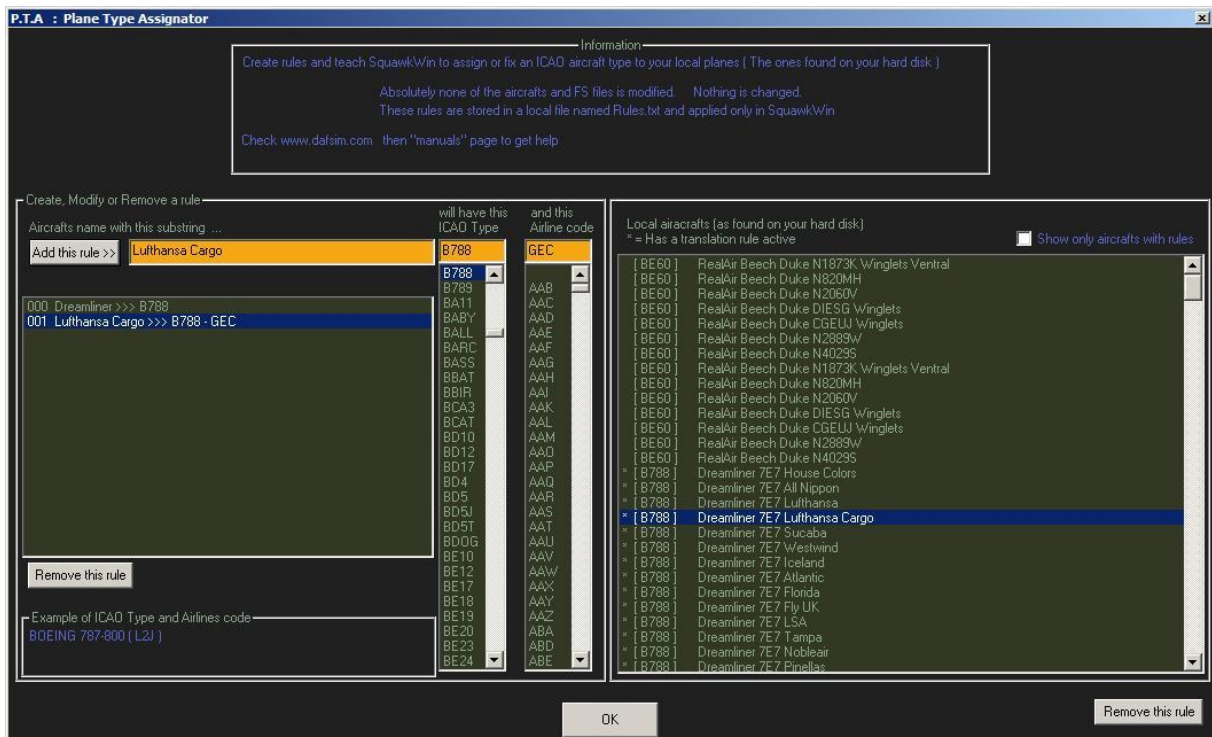 P.T.A : Plane Type Assignator
Information
Create rules and teach SquawkWin to assign or fix an ICAO aircraft type to your local planes ( The ones found on your hard disk )
Absolutely none of the aircrafts and FS files is modified. Nothing is changed.
These rules are stored in a local file named Rules.txt and applied only in SquawkWin
Check www.dafsim.com then "manuals" page to get help
Create, Modify or Remove a rule
Aircrafts name with this substring ...
will have this ICAO Type
and this Airline code
Add this rule >>
Lufthansa Cargo
B788
GEC
000 Dreamliner >>> B788
001 Lufthansa Cargo >>> B788 - GEC
B788
B789
BA11
BABY
BALL
BARC
BASS
BBAT
BBIR
BCA3
BCAT
BD10
BD12
BD17
BD4
BD5
BD5J
BD5T
BDOG
BE10
BE12
BE17
BE18
BE19
BE20
BE23
BE24
AAB
AAC
AAD
AAE
AAF
AAG
AAH
AAI
AAK
AAL
AAM
AAO
AAP
AAQ
AAR
AAS
AAT
AAU
AAV
AAW
AAX
AAY
AAZ
ABA
ABD
ABE
Remove this rule
Example of ICAO Type and Airlines code
BOEING 787-800 ( L2J )
Local airacrafts (as found on your hard disk)
* = Has a translation rule active
Show only aircrafts with rules
[ BE60 ] RealAir Beech Duke N1873K Winglets Ventral
[ BE60 ] RealAir Beech Duke N820MH
[ BE60 ] RealAir Beech Duke N2060V
[ BE60 ] RealAir Beech Duke DIESG Winglets
[ BE60 ] RealAir Beech Duke CGEUJ Winglets
[ BE60 ] RealAir Beech Duke N2889W
[ BE60 ] RealAir Beech Duke N4029S
[ BE60 ] RealAir Beech Duke N1873K Winglets Ventral
[ BE60 ] RealAir Beech Duke N820MH
[ BE60 ] RealAir Beech Duke N2060V
[ BE60 ] RealAir Beech Duke DIESG Winglets
[ BE60 ] RealAir Beech Duke CGEUJ Winglets
[ BE60 ] RealAir Beech Duke N2889W
[ BE60 ] RealAir Beech Duke N4029S
* [ B788 ] Dreamliner 7E7 House Colors
* [ B788 ] Dreamliner 7E7 All Nippon
* [ B788 ] Dreamliner 7E7 Lufthansa
* [ B788 ] Dreamliner 7E7 Lufthansa Cargo
* [ B788 ] Dreamliner 7E7 Sucaba
* [ B788 ] Dreamliner 7E7 Westwind
* [ B788 ] Dreamliner 7E7 Iceland
* [ B788 ] Dreamliner 7E7 Atlantic
* [ B788 ] Dreamliner 7E7 Florida
* [ B788 ] Dreamliner 7E7 Fly UK
* [ B788 ] Dreamliner 7E7 LSA
* [ B788 ] Dreamliner 7E7 Tampa
* [ B788 ] Dreamliner 7E7 Nobleair
* [ B788 ] Dreamliner 7E7 Pinellas
OK
Remove this rule